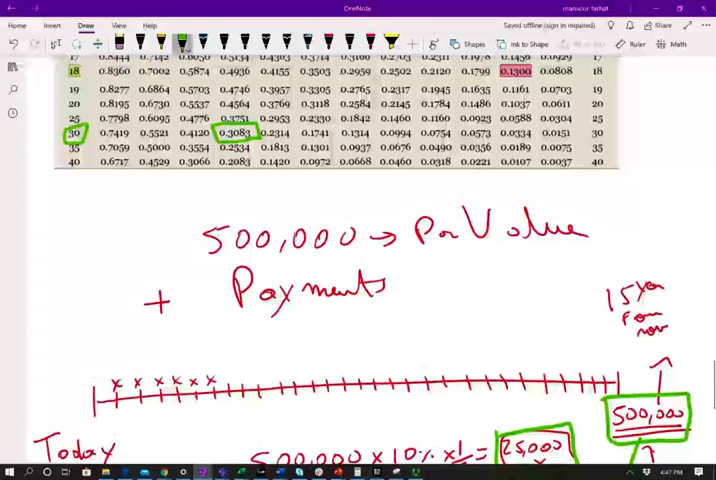 OneNote
mansour farhat
Home Insert Draw View Help
Saved offline (sign in required)
Shapes Ruler Math
18 0.8360 0.7002 0.5874 0.4936 0.4155 0.3503 0.2959 0.2502 0.2120 0.1799 0.1300 0.0808 18
19 0.8277 0.6864 0.5703 0.4746 0.3957 0.3305 0.2765 0.2317 0.1945 0.1635 0.1161 0.0703 19
20 0.8195 0.6730 0.5537 0.4564 0.3769 0.3118 0.2584 0.2145 0.1784 0.1486 0.1037 0.0611 20
25 0.7798 0.6095 0.4776 0.3751 0.2953 0.2330 0.1842 0.1460 0.1160 0.0923 0.0588 0.0304 25
30 0.7419 0.5521 0.4120 0.3083 0.2314 0.1741 0.1314 0.0994 0.0754 0.0573 0.0334 0.0151 30
35 0.7059 0.5000 0.3554 0.2534 0.1813 0.1301 0.0937 0.0676 0.0490 0.0356 0.0189 0.0075 35
40 0.6717 0.4529 0.3066 0.2083 0.1420 0.0972 0.0668 0.0460 0.0318 0.0221 0.0107 0.0037 40
500,000 → Par Value
+ Payments
15 Year
From
now
x x x x x x
500,000
Today
500,000 x 10% x 1/2 = 25,000
4:47 PM